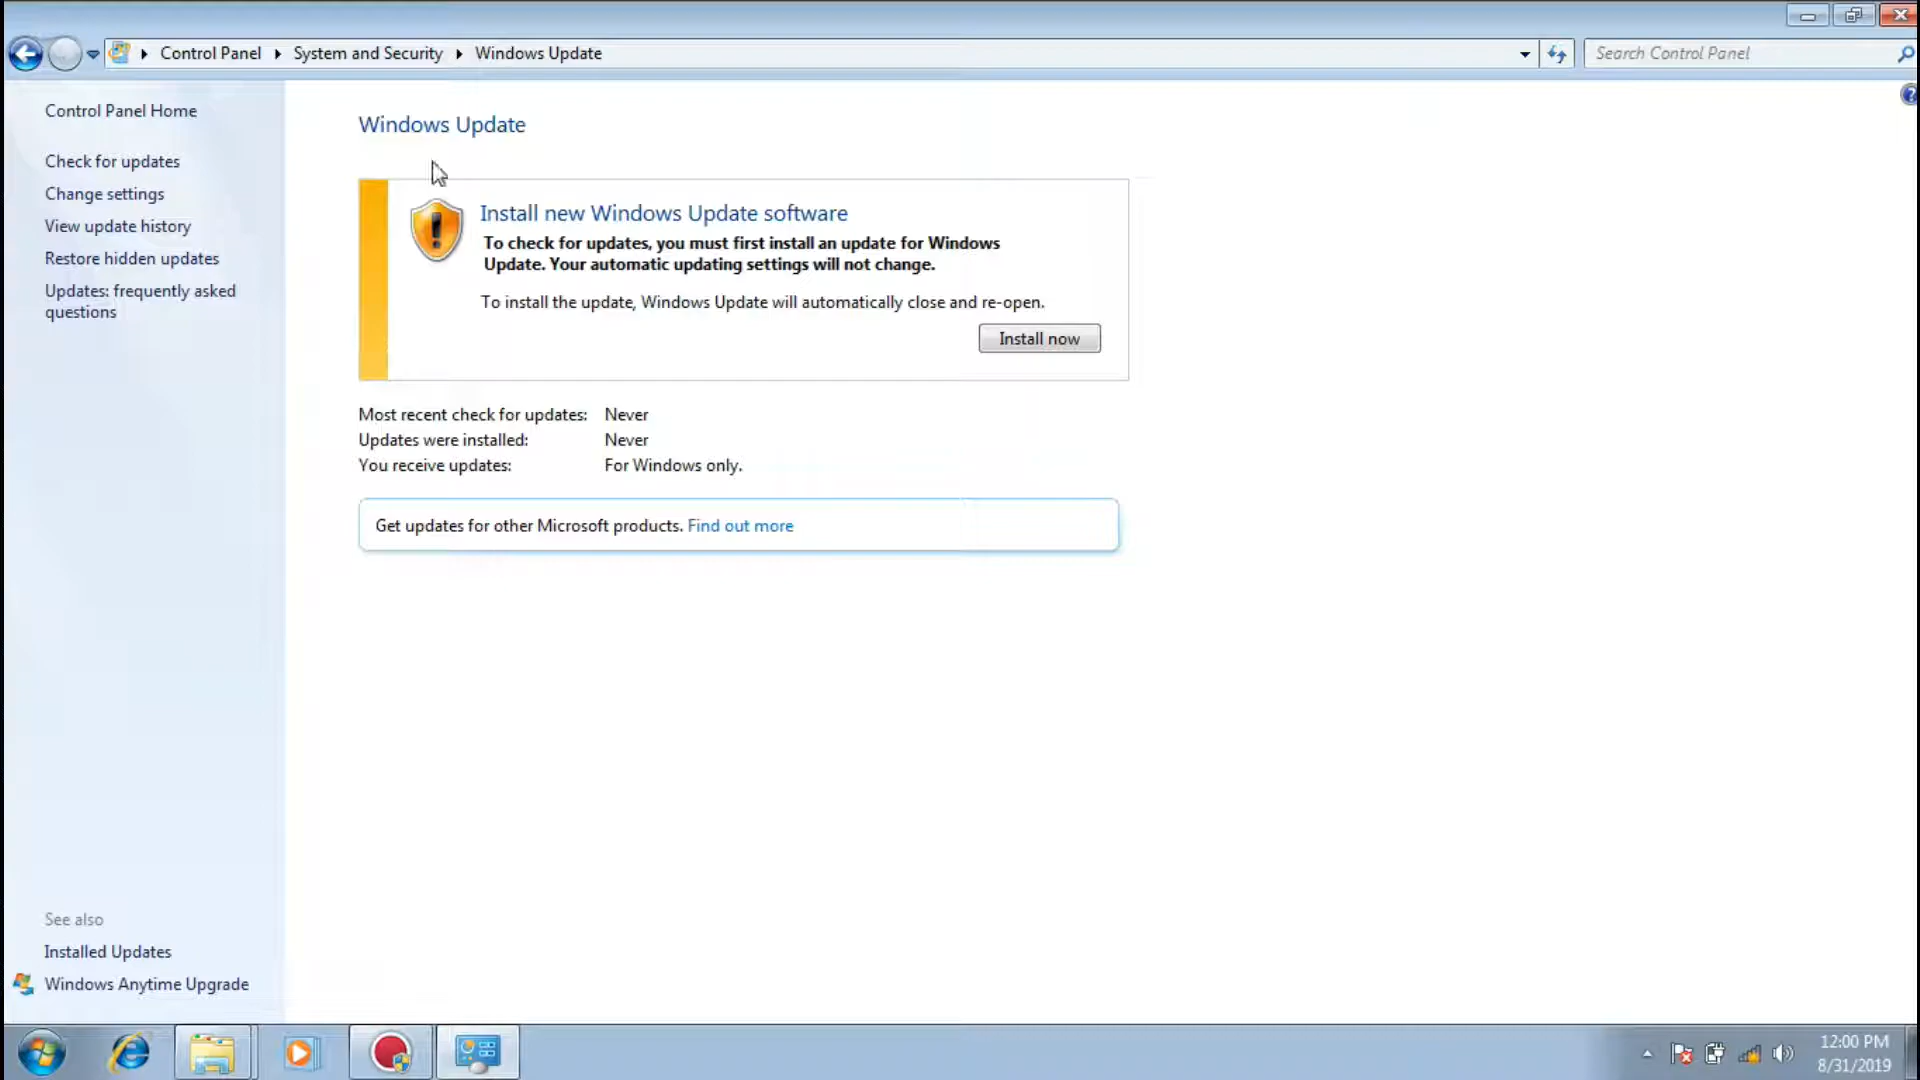 Control Panel
System and Security
Windows Update
Search Control Panel
Control Panel Home
Check for updates
Change settings
View update history
Restore hidden updates
Updates: frequently asked
questions
Windows Update
Install new Windows Update software
To check for updates, you must first install an update for Windows
Update. Your automatic updating settings will not change.
To install the update, Windows Update will automatically close and re-open.
Install now
Most recent check for updates: Never
Updates were installed: Never
You receive updates: For Windows only.
Get updates for other Microsoft products. Find out more
See also
Installed Updates
Windows Anytime Upgrade
12:00 PM
8/31/2019